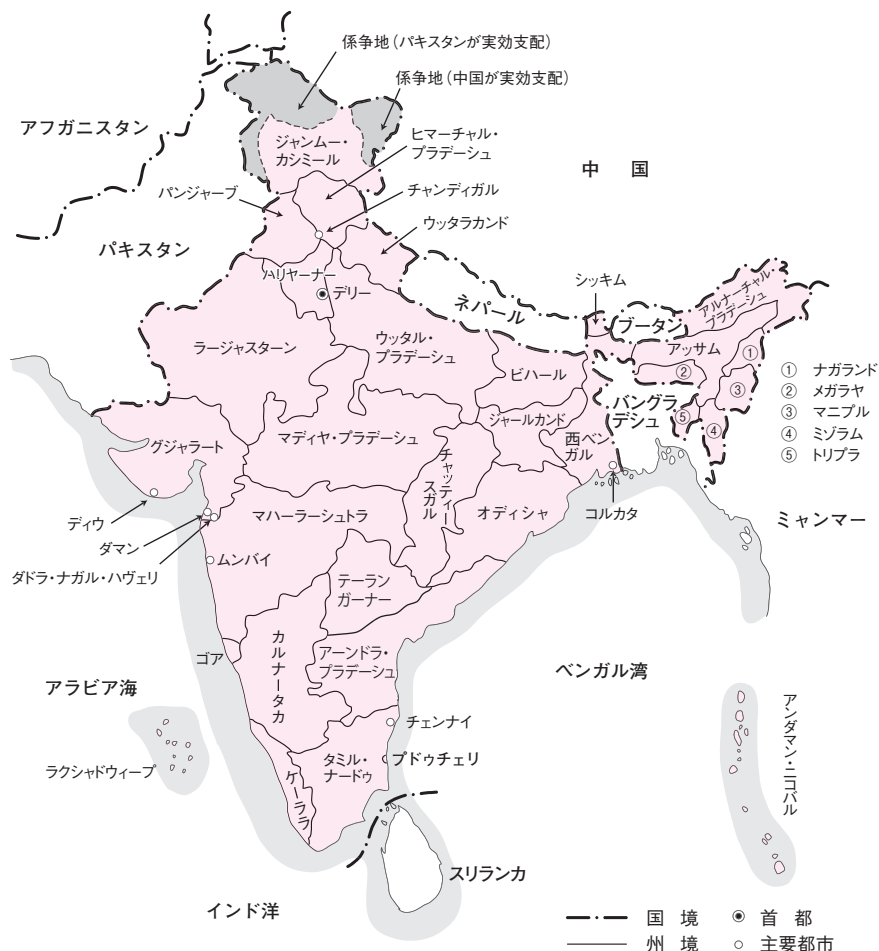 係争地(パキスタンが実効支配)
係争地(中国が実効支配)
アフガニスタン
ヒマーチャル・
プラデーシュ
ジャンムー・
カシミール
中 国
パンジャーブ
チャンディガル
ウッタラカンド
パキスタン
ハリヤーナー
デリー
シッキム
ネパール
ブータン
アルナーチャル・
プラデーシュ
ラージャスターン
ウッタル・
プラデーシュ
アッサム
ビハール
①
②
③
④
⑤
① ナガランド
② メガラヤ
③ マニプル
④ ミゾラム
⑤ トリプラ
バングラ
デシュ
グジャラート
マディヤ・プラデーシュ
ジャールカンド
西ベン
ガル
チャッティー
スガル
ディウ
ダマン
ダドラ・ナガル・ハヴェリ
マハーラーシュトラ
オディシャ
コルカタ
ミャンマー
ムンバイ
テーラン
ガーナー
ゴア
カルナータカ
アーンドラ・
プラデーシュ
ベンガル湾
アラビア海
チェンナイ
アンダマン・ニコバル
ラクシャドウィープ
ケーララ
タミル・
ナードゥ
プドゥチェリ
スリランカ
インド洋
国 境
首 都
州 境
主要都市